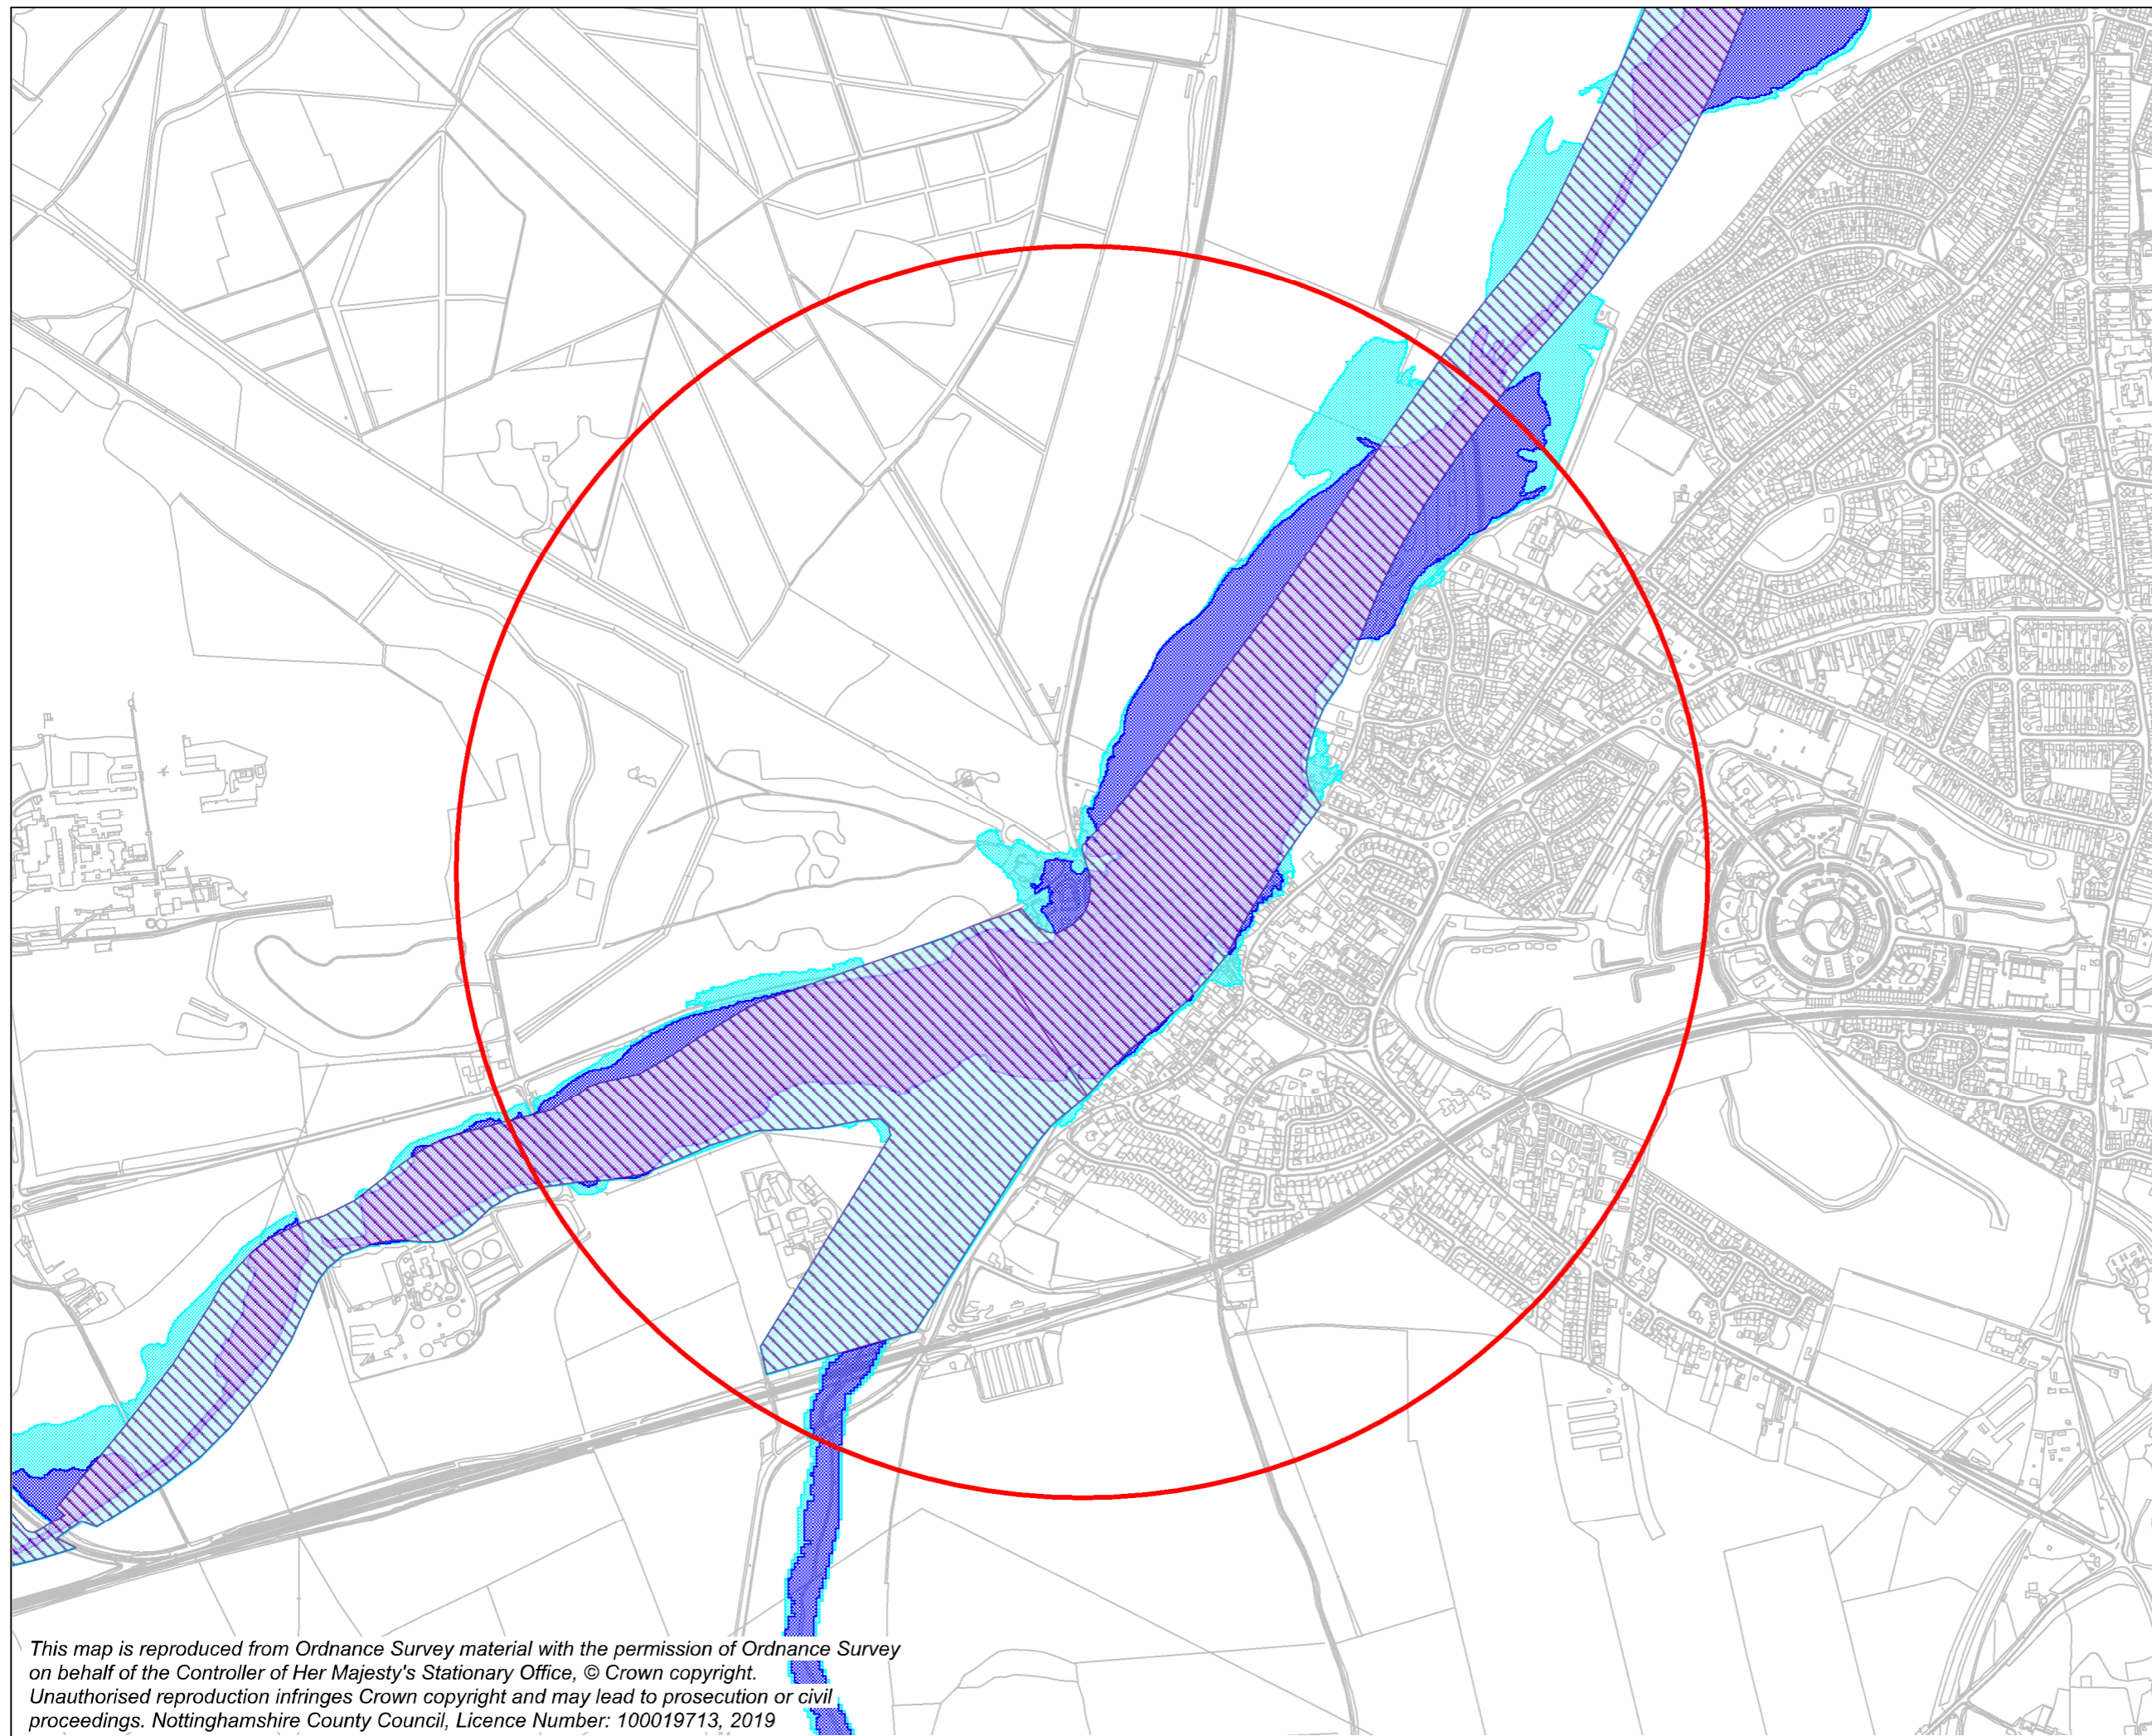 This map is reproduced from Ordnance Survey material with the permission of Ordnance Survey
on behalf of the Controller of Her Majesty's Stationary Office, © Crown copyright.
Unauthorised reproduction infringes Crown copyright and may lead to prosecution or civil
proceedings. Nottinghamshire County Council, Licence Number: 100019713, 2019